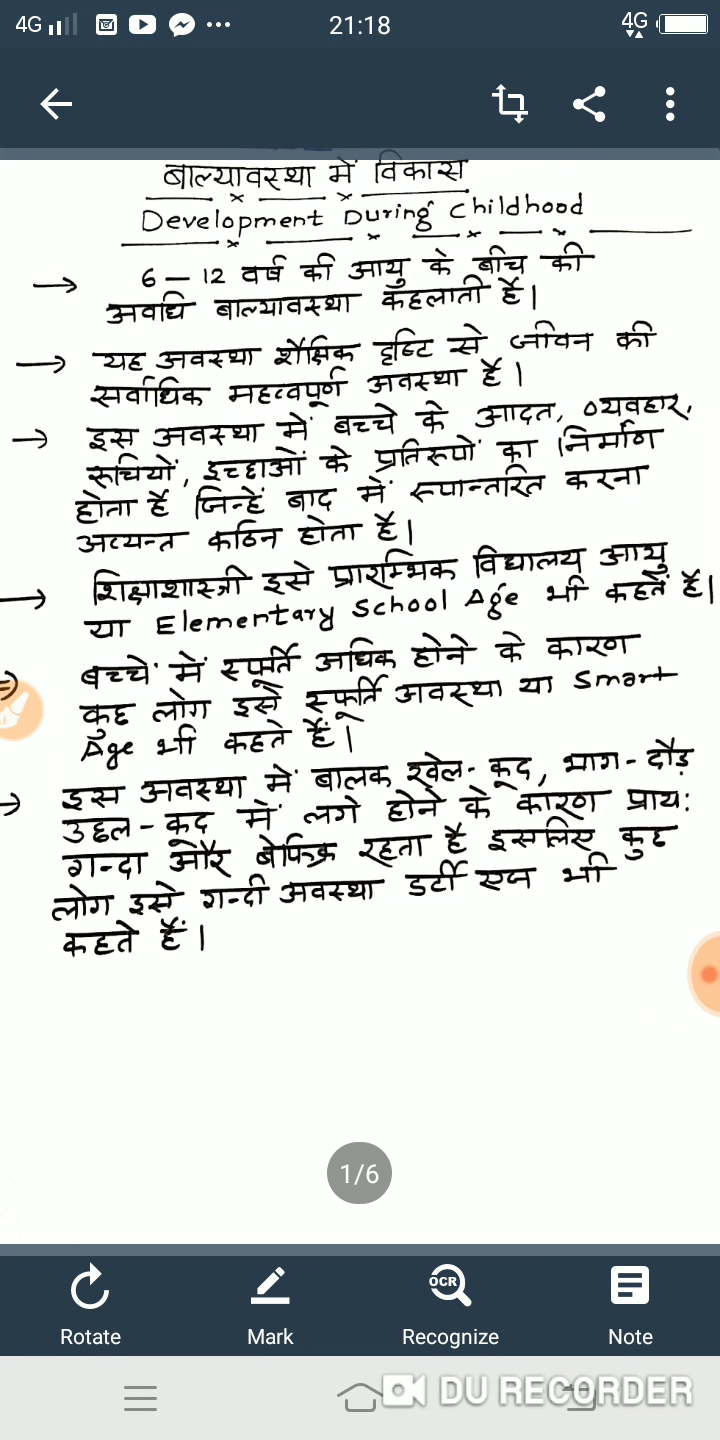 4G
21:18
4G
बाल्यावस्था में विकास
Development During Childhood
→ 6 – 12 वर्ष की आयु के बीच की
अवधि बाल्यावस्था कहलाती है।
→ यह अवस्था शैक्षिक दृष्टि से जीवन की
सर्वाधिक महत्वपूर्ण अवस्था है।
→ इस अवस्था में बच्चे के आदत, व्यवहार,
रूचियों, इच्छाओं के प्रतिरूपों का निर्माण
होता है जिन्हें बाद में रूपान्तरित करना
अत्यन्त कठिन होता है।
→ शिक्षाशास्त्री इसे प्रारम्भिक विद्यालय आयु
या Elementary School Age भी कहते हैं।
⇒ बच्चे में स्फूर्ति अधिक होने के कारण
कुछ लोग इसे स्फूर्ति अवस्था या Smart
Age भी कहते हैं।
→ इस अवस्था में बालक खेल-कूद, भाग-दौड़
उछल-कूद में लगे होने के कारण प्राय:
गन्दा और बेफिक्र रहता है इसलिए कुछ
लोग इसे गन्दी अवस्था डर्टी एज भी
कहते हैं।
1/6
OCR
Rotate Mark Recognize Note
DU RECORDER